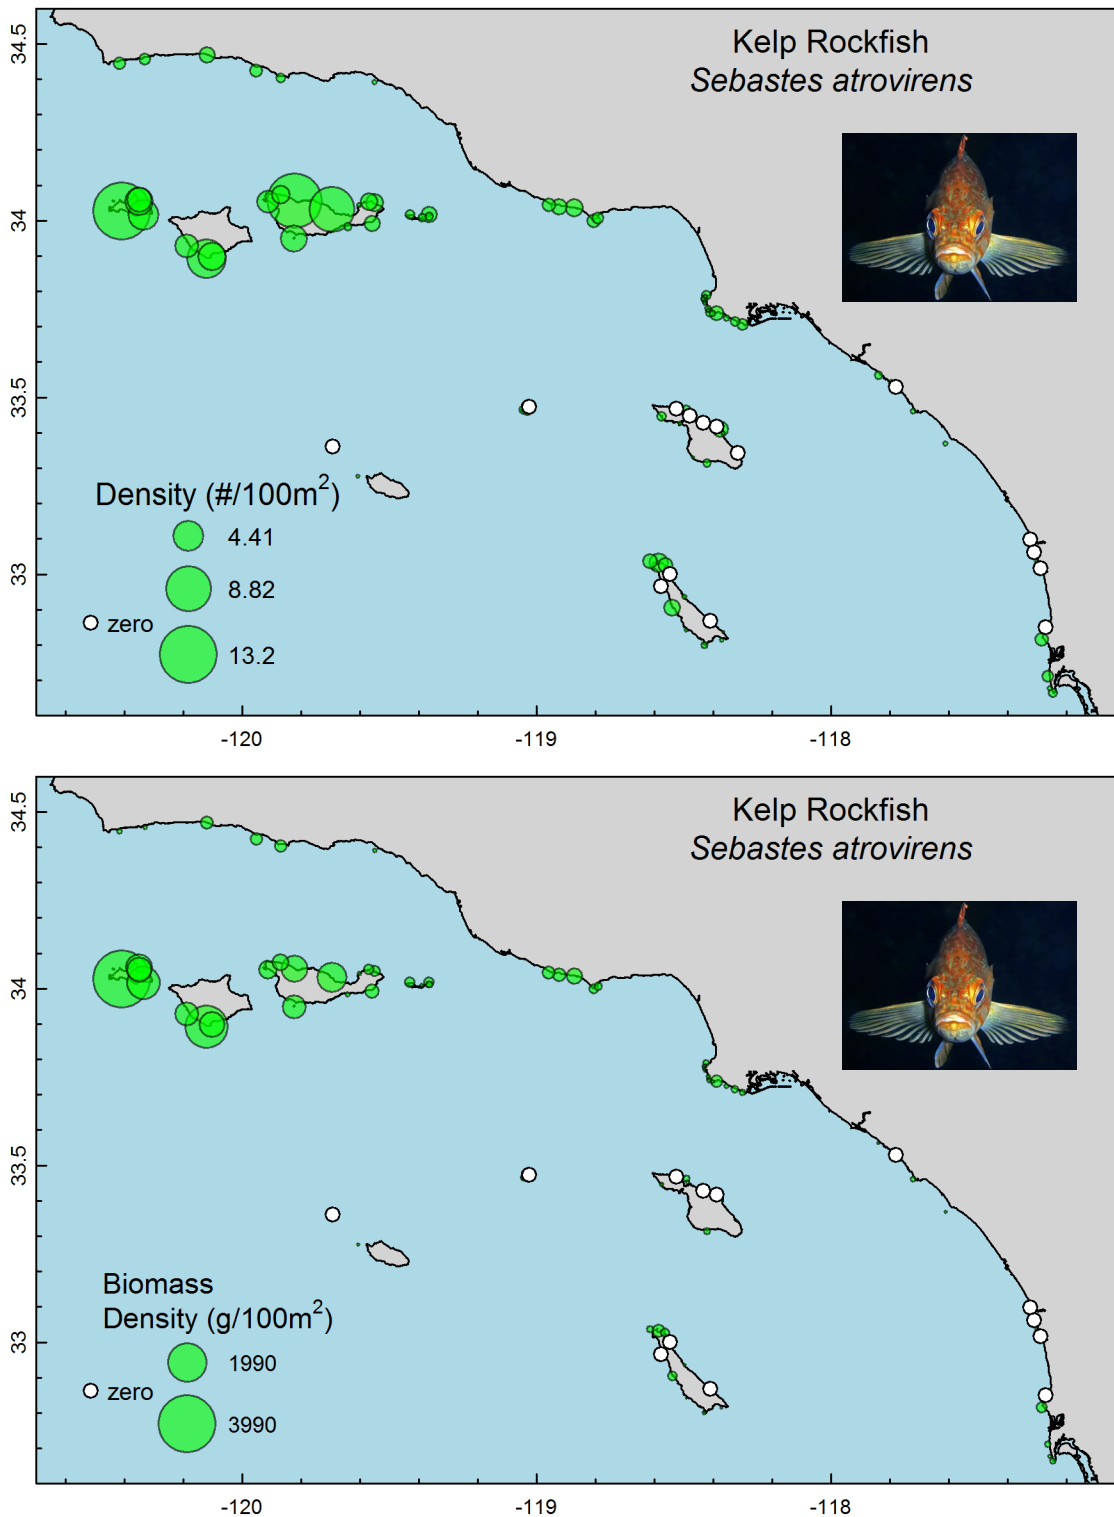 Kelp Rockfish
Sebastes atrovirens
34.5
34
33.5
33
Density (#/100m²)
4.41
8.82
zero
13.2
-120
-119
-118
Kelp Rockfish
Sebastes atrovirens
34.5
34
33.5
33
Biomass
Density (g/100m²)
1990
zero
3990
-120
-119
-118